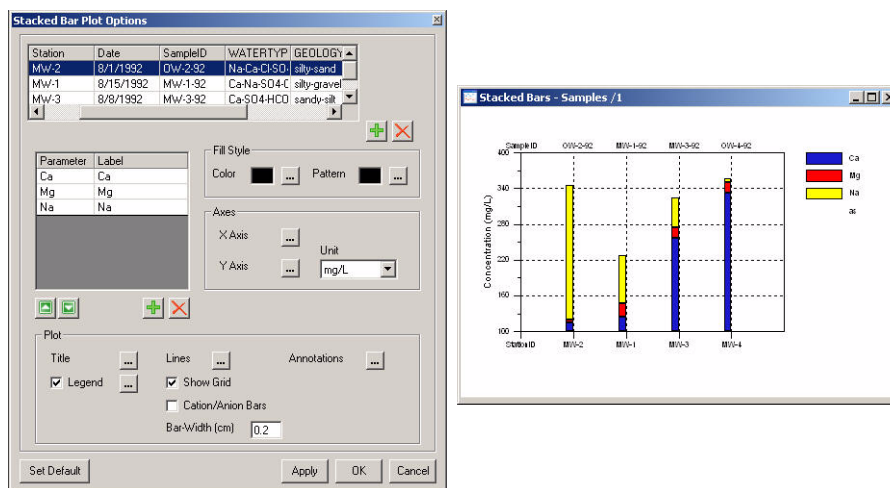 Stacked Bar Plot Options
Station Date SampleID WATERTYP GEOLOGY
MW-2 8/1/1992 OW-2-92 Na-Ca-Cl-SO- silty-sand
MW-1 8/15/1992 MW-1-92 Ca-Na-SO4-C silty-gravel
MW-3 8/8/1992 MW-3-92 Ca-SO4-HCO sandy-silt
Parameter Label
Ca Ca
Mg Mg
Na Na
Fill Style
Color ... Pattern ...
Axes
X Axis ...
Unit
Y Axis ... mg/L
Plot
Title ... Lines ... Annotations ...
Legend ... Show Grid
Cation/Anion Bars
Bar-Width (cm) 0.2
Set Default Apply OK Cancel
Stacked Bars - Samples /1
Sample ID OW-2-92 MW-1-92 MW-3-92 OW-4-92
400
340
280
220
160
100
Concentration (mg/L)
Station ID MW-2 MW-1 MW-3 MW-4
Ca
Mg
Na